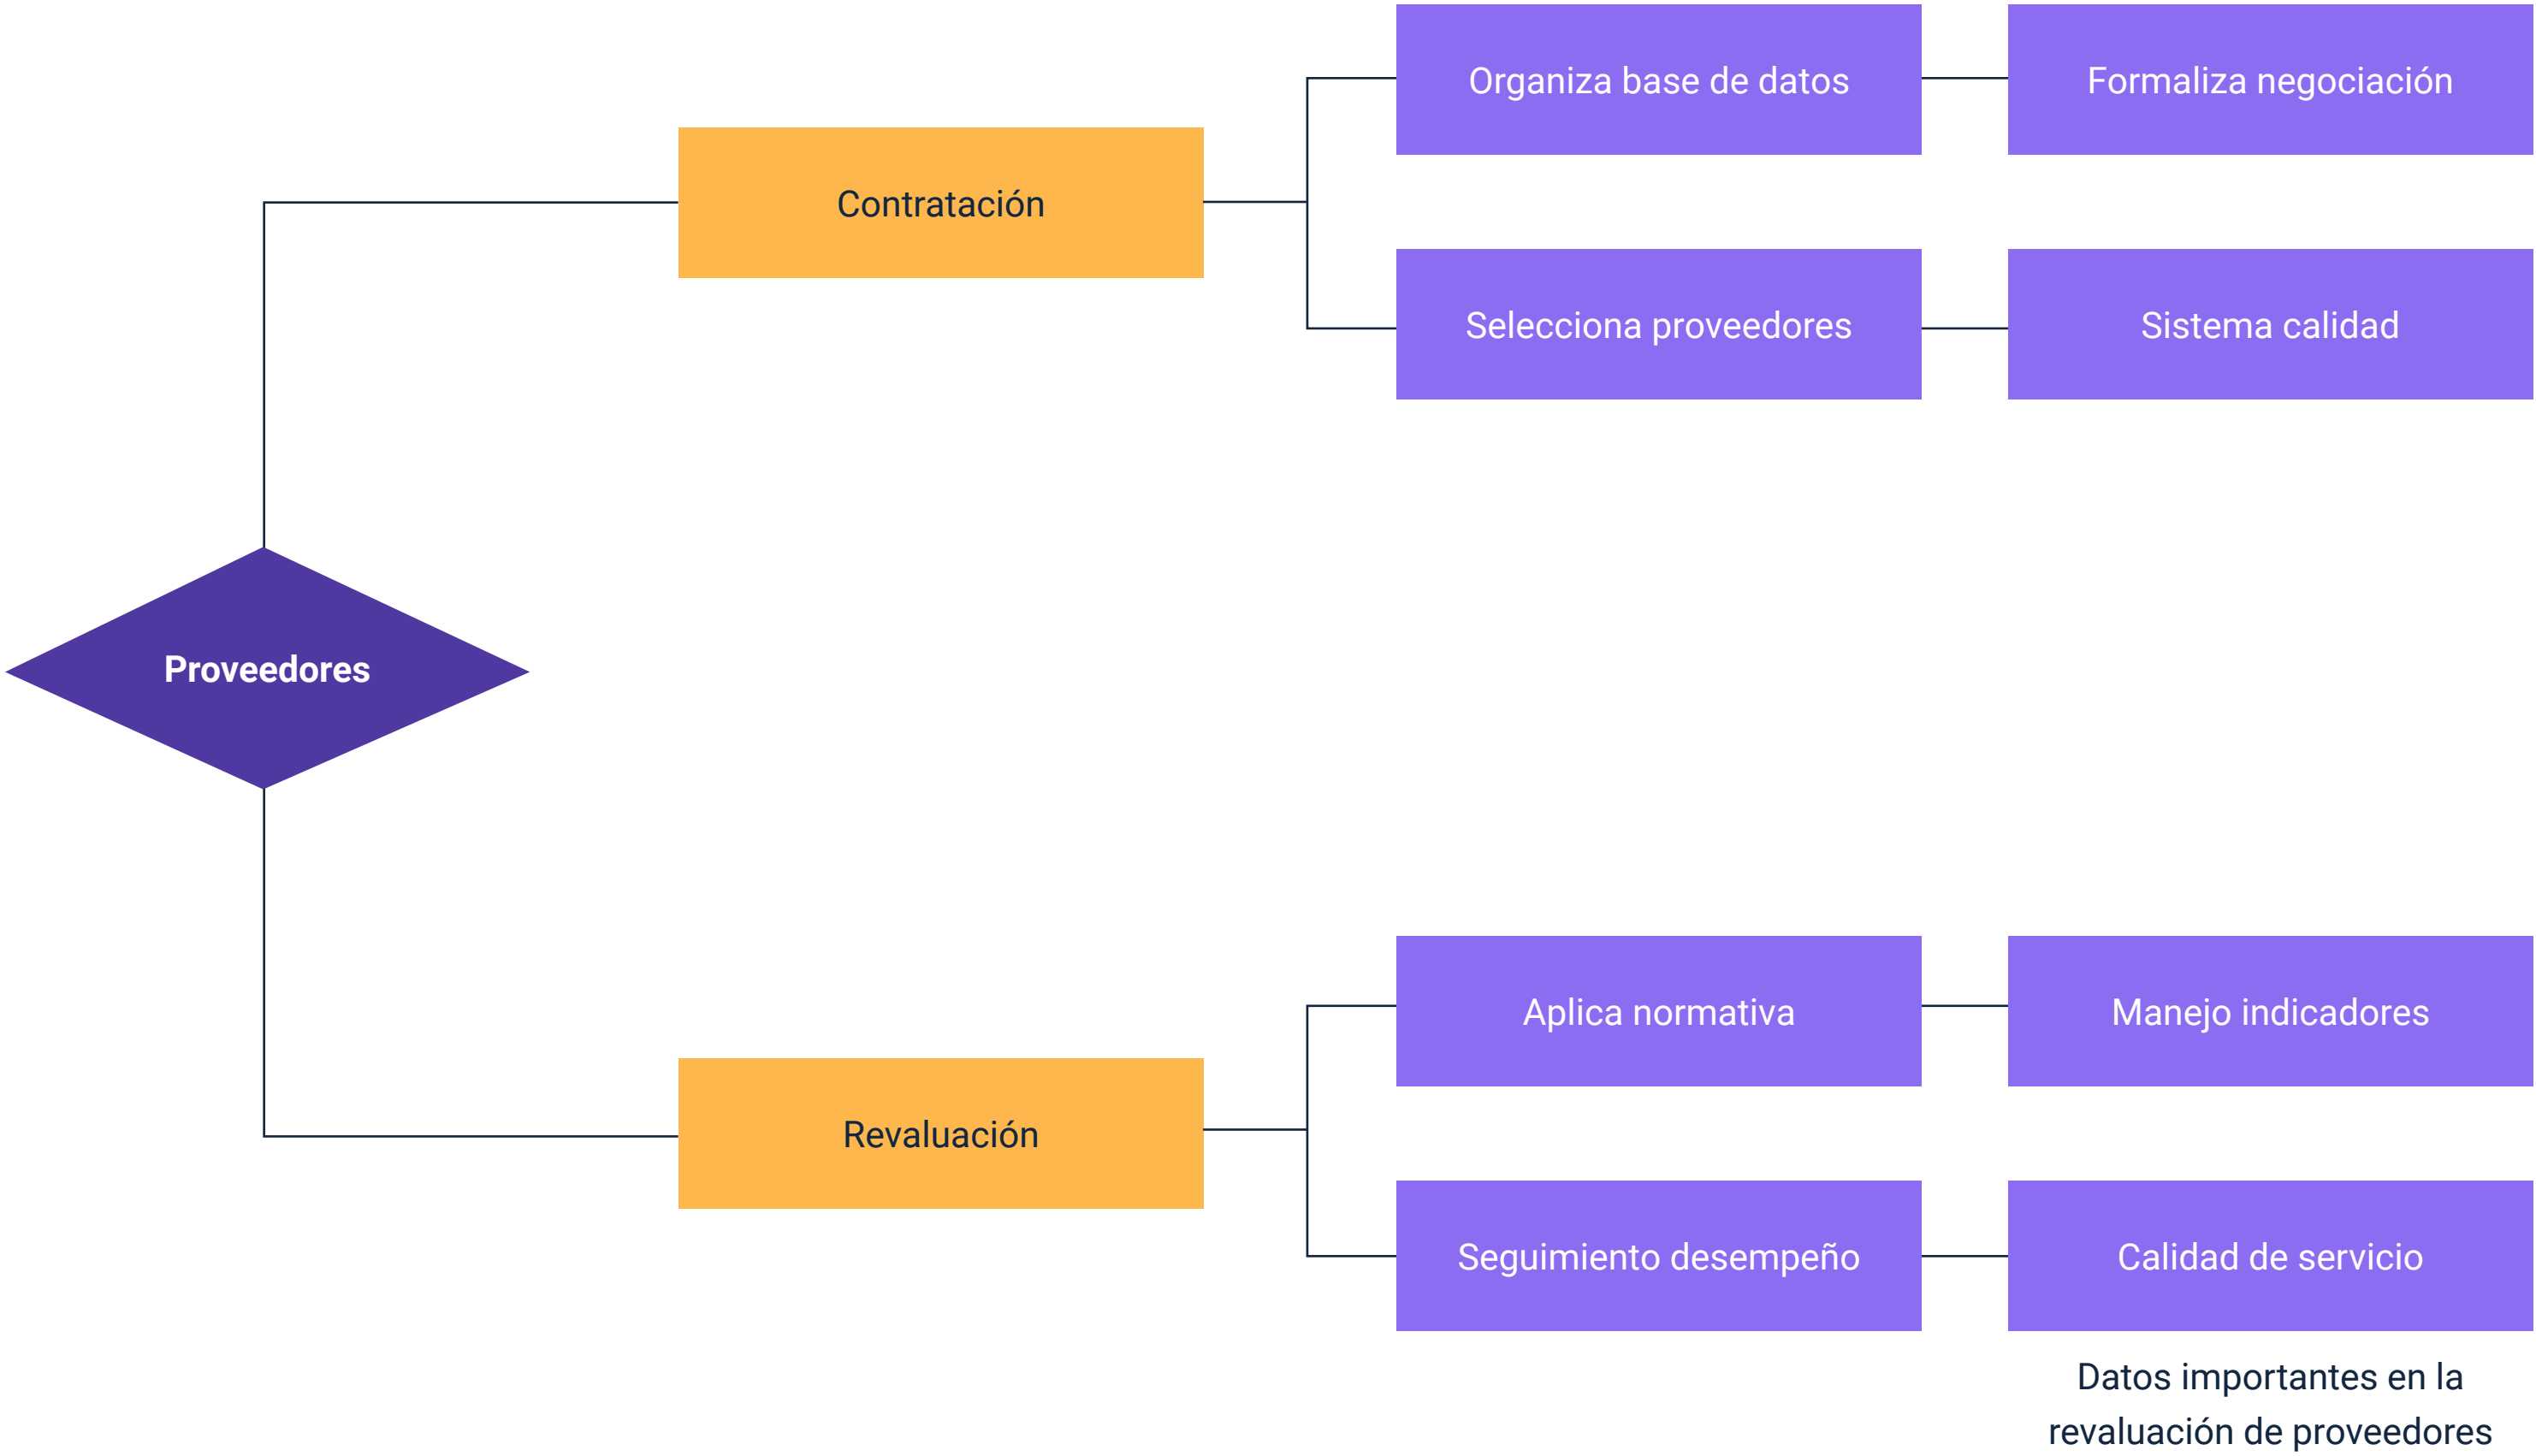 Organiza base de datos
Formaliza negociación
Contratación
Selecciona proveedores
Sistema calidad
Proveedores
Aplica normativa
Manejo indicadores
Revaluación
Seguimiento desempeño
Calidad de servicio
Datos importantes en la
revaluación de proveedores